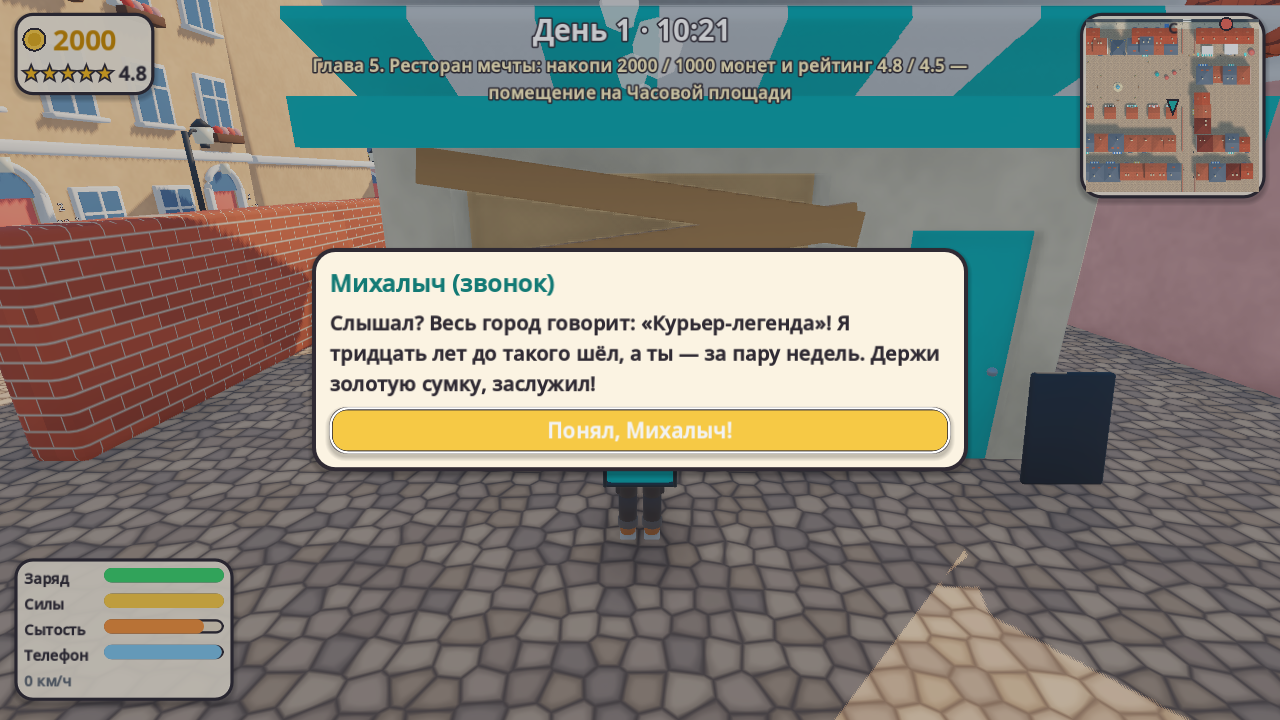 2000
4.8
День 1 · 10:21
Глава 5. Ресторан мечты: накопи 2000 / 1000 монет и рейтинг 4.8 / 4.5 —
помещение на Часовой площади
Михалыч (звонок)
Слышал? Весь город говорит: «Курьер-легенда»! Я
тридцать лет до такого шёл, а ты — за пару недель. Держи
золотую сумку, заслужил!
Понял, Михалыч!
Заряд
Силы
Сытость
Телефон
0 км/ч